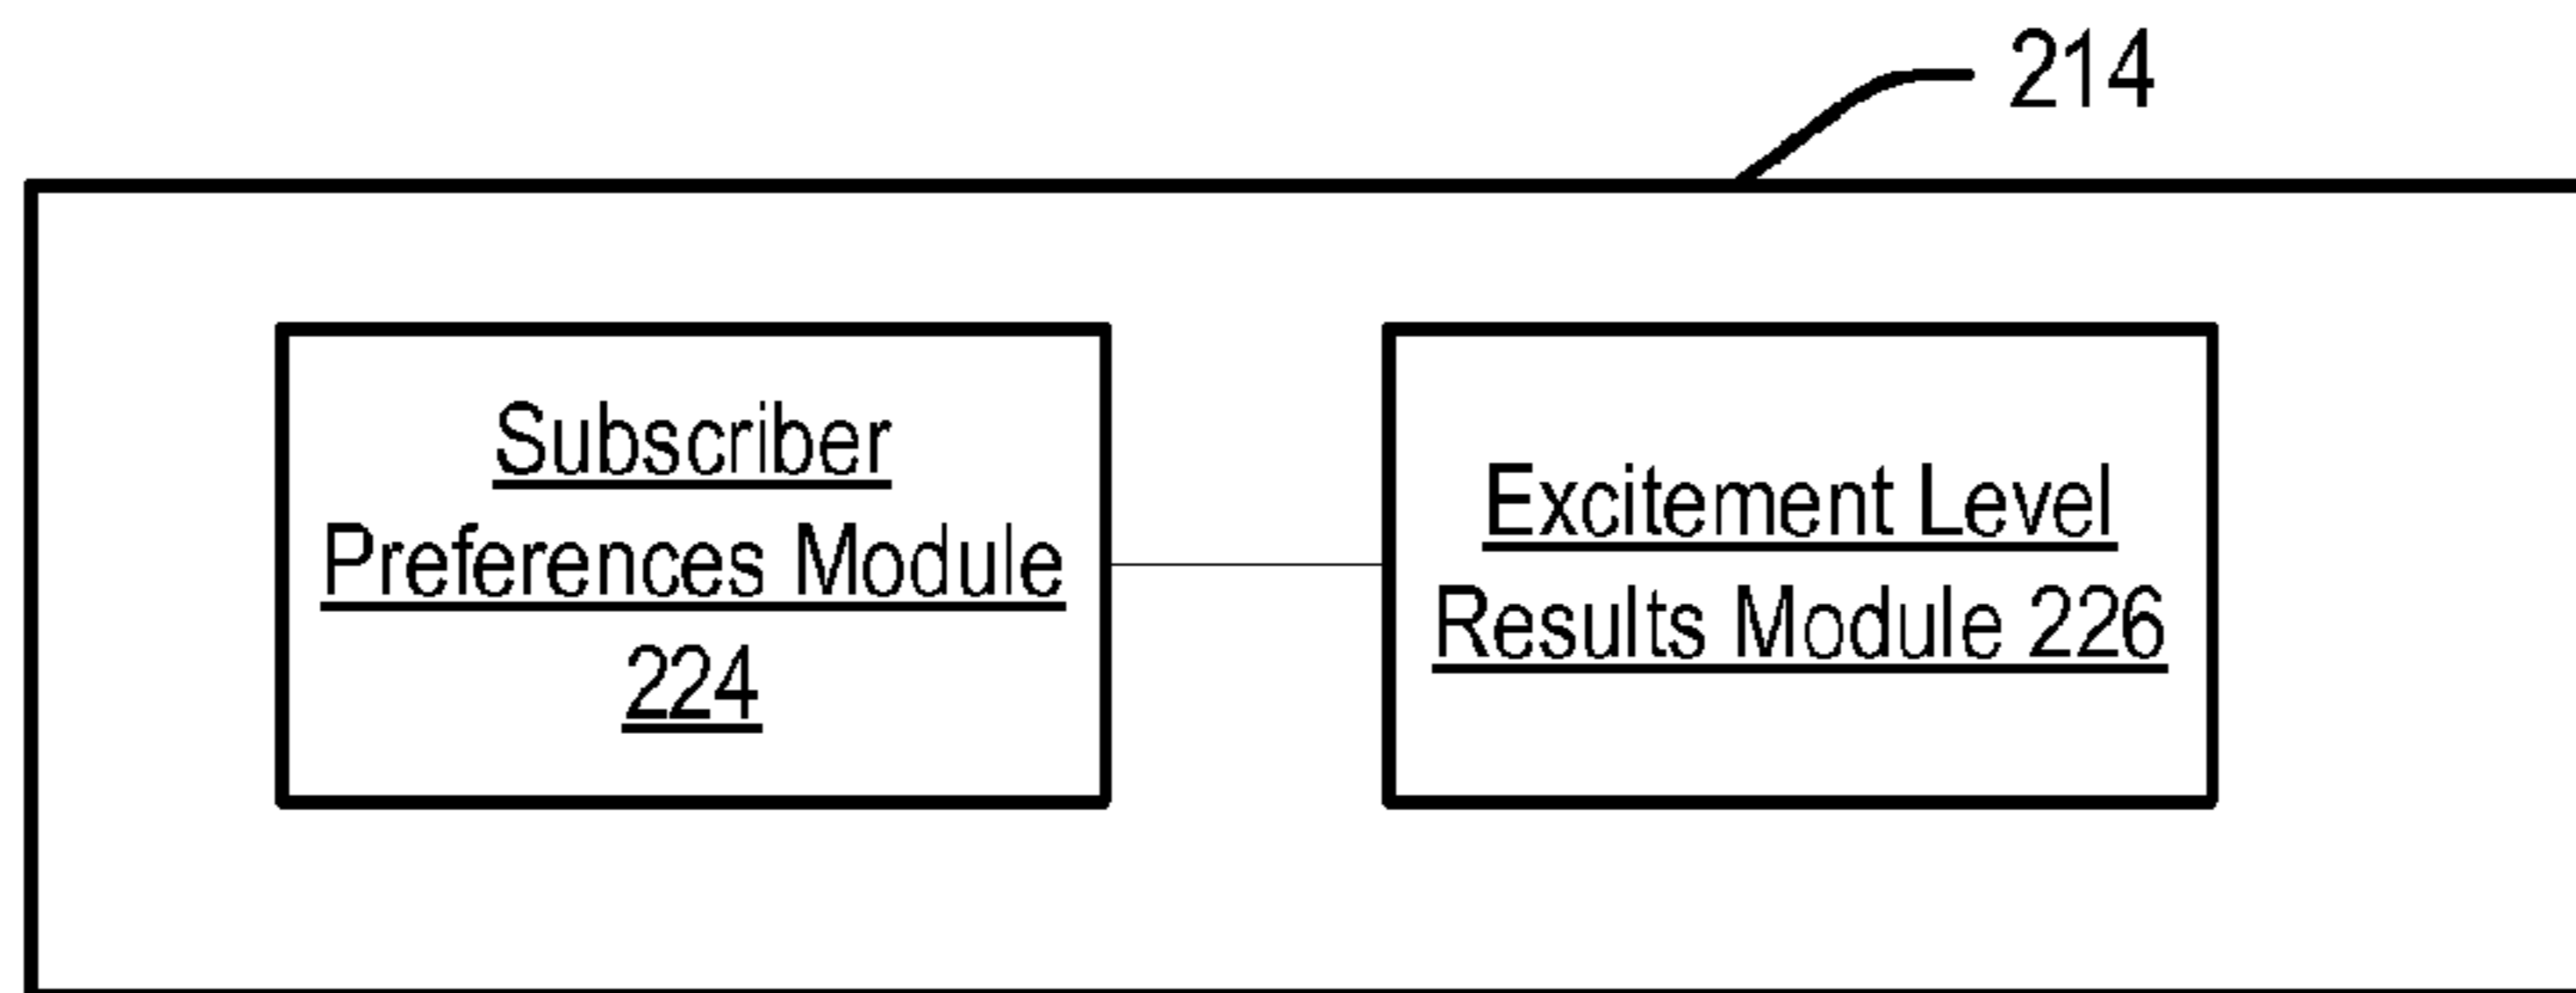 214
Subscriber
Preferences Module
224
Excitement Level
Results Module 226